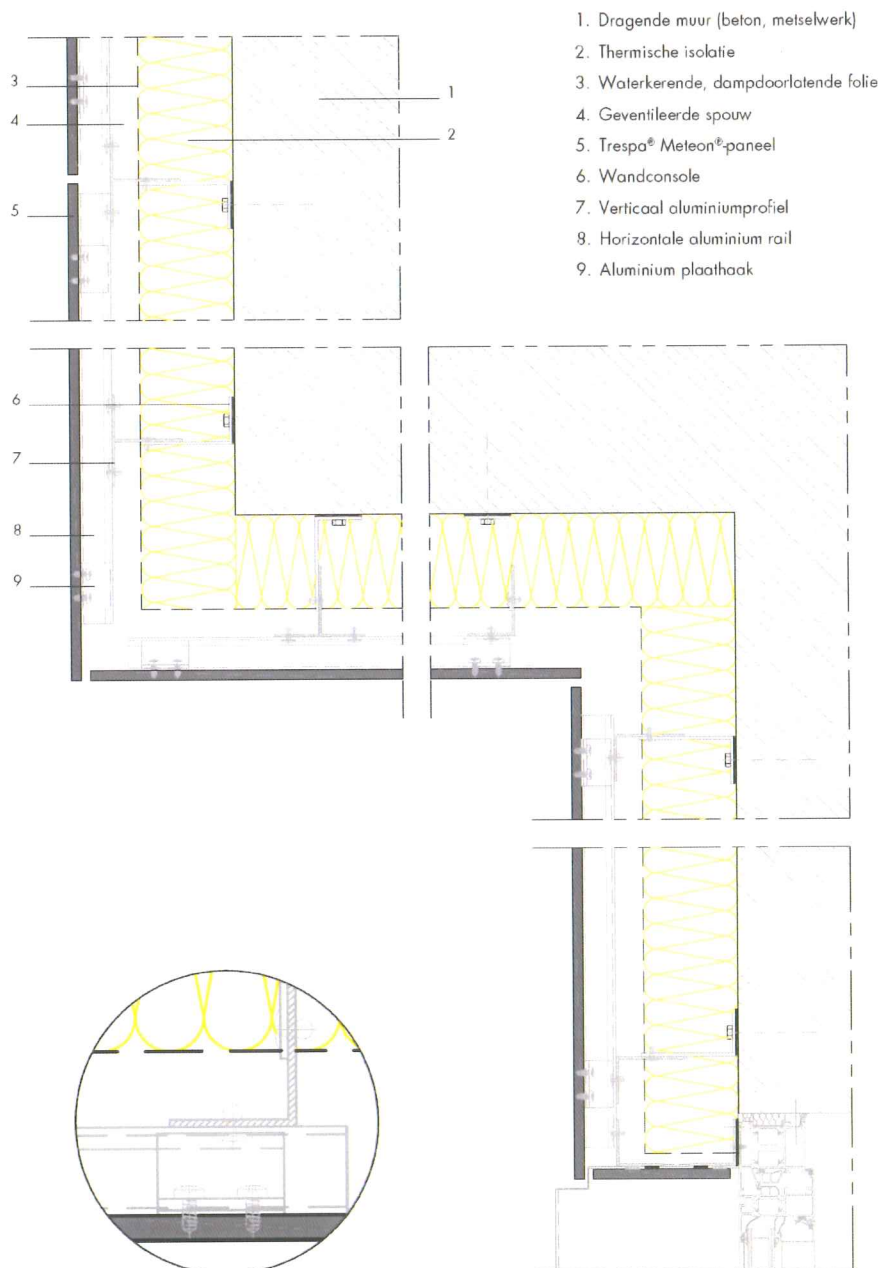 1. Dragende muur (beton, metselwerk)
2. Thermische isolatie
3. Waterkerende, dampdoorlatende folie
4. Geventileerde spouw
5. Trespa® Meteon®-paneel
6. Wandconsole
7. Verticaal aluminiumprofiel
8. Horizontale aluminium rail
9. Aluminium plaathaak
3
1
4
2
5
6
7
8
9